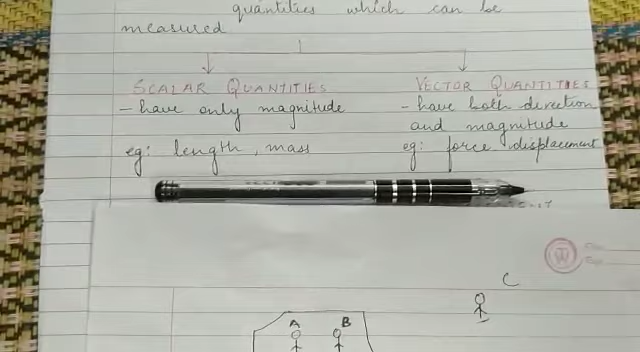 quantities which can be
measured
SCALAR QUANTITIES
- have only magnitude
eg: length, mass
VECTOR QUANTITIES
- have both direction
and magnitude
eg: force displacement
C
A B